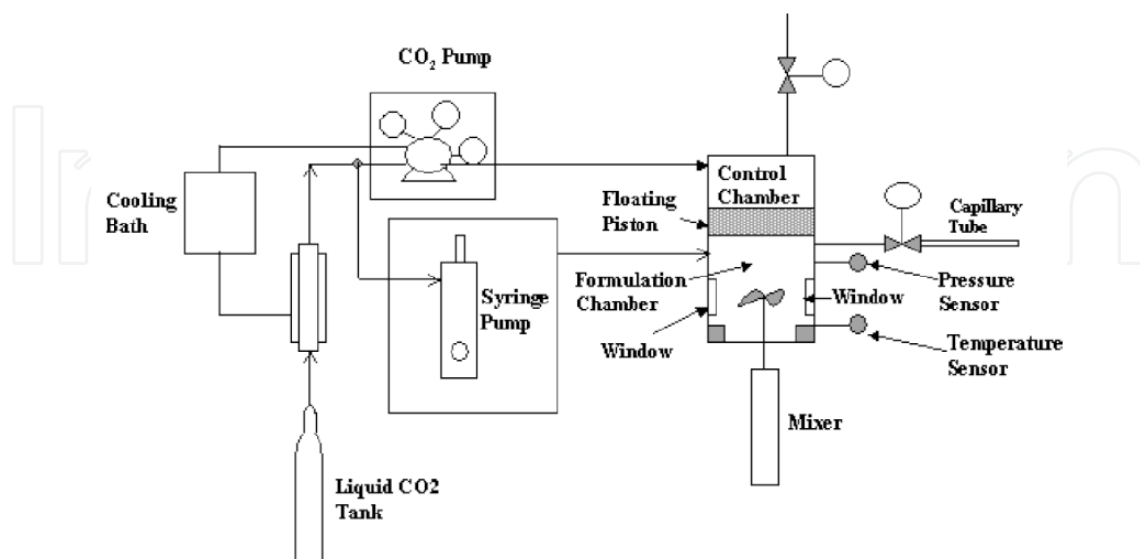 CO₂ Pump
Cooling
Bath
Control
Chamber
Floating
Piston
Capillary
Tube
Syringe
Pump
Formulation
Chamber
Window
Window
Pressure
Sensor
Temperature
Sensor
Mixer
Liquid CO2
Tank